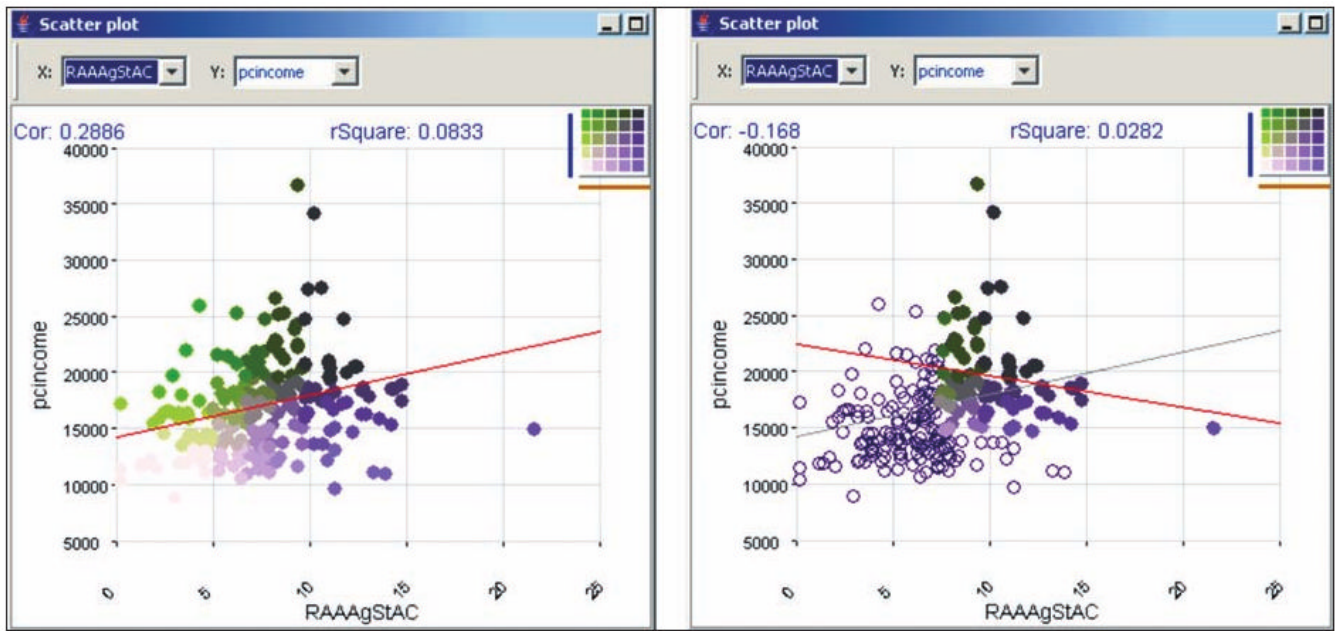 Scatter plot
X: RAAAgStAC Y: pcincome
Cor: 0.2886 rSquare: 0.0833
40000
35000
30000
25000
20000
15000
10000
5000
pcincome
0 5 10 15 20 25
RAAAgStAC
Scatter plot
X: RAAAgStAC Y: pcincome
Cor: -0.168 rSquare: 0.0282
40000
35000
30000
25000
20000
15000
10000
5000
pcincome
0 5 10 15 20 25
RAAAgStAC